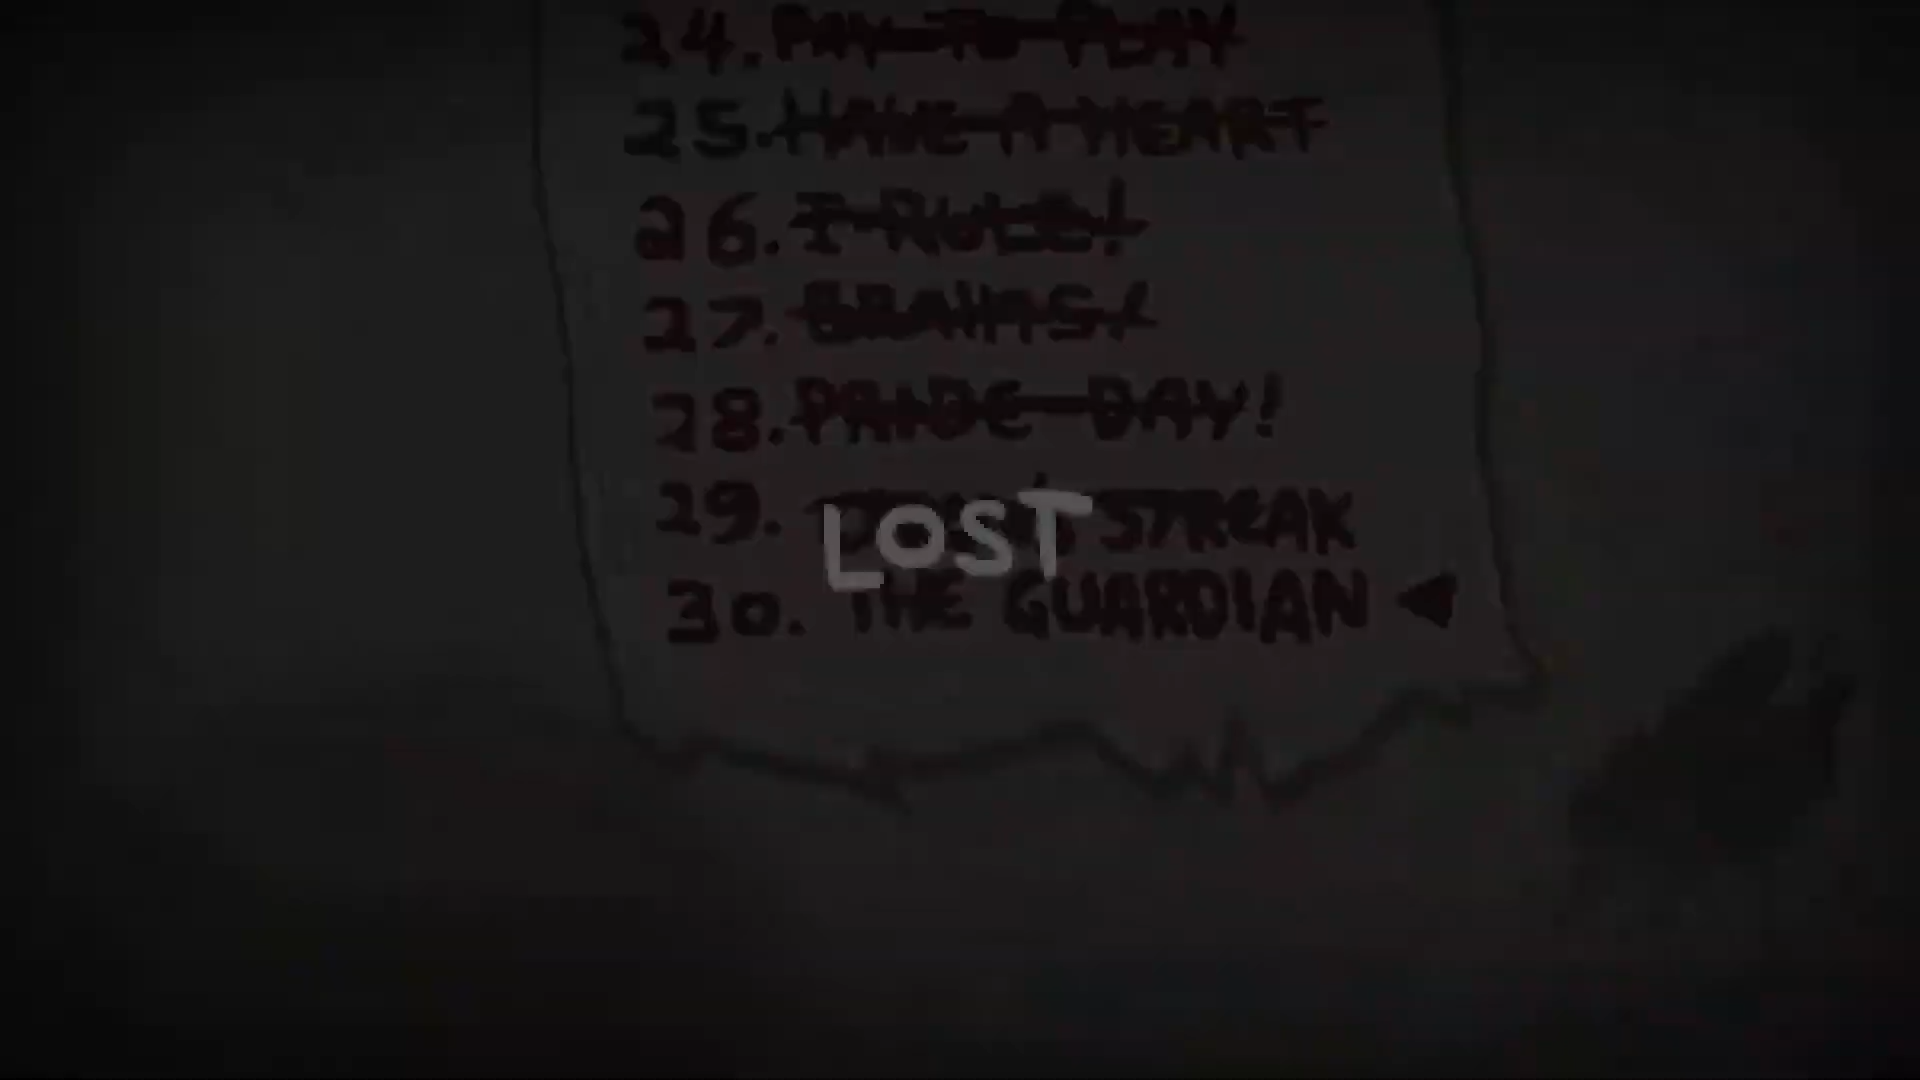 24. PAY TO PLAY
25. HAVE A HEART
26. I RULE!
27. BRAINS!
28. PRIDE DAY!
29. STREAK
LOST
30. THE GUARDIAN